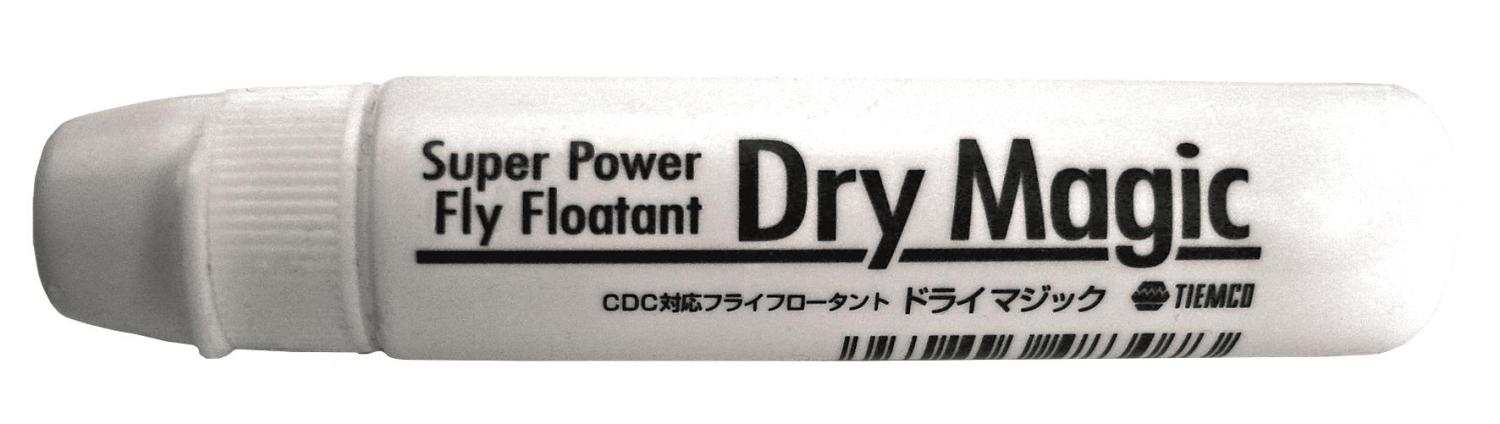 Super Power
Fly Floatant
Dry Magic
CDC対応フライフロータント ドライマジック TIEMCO